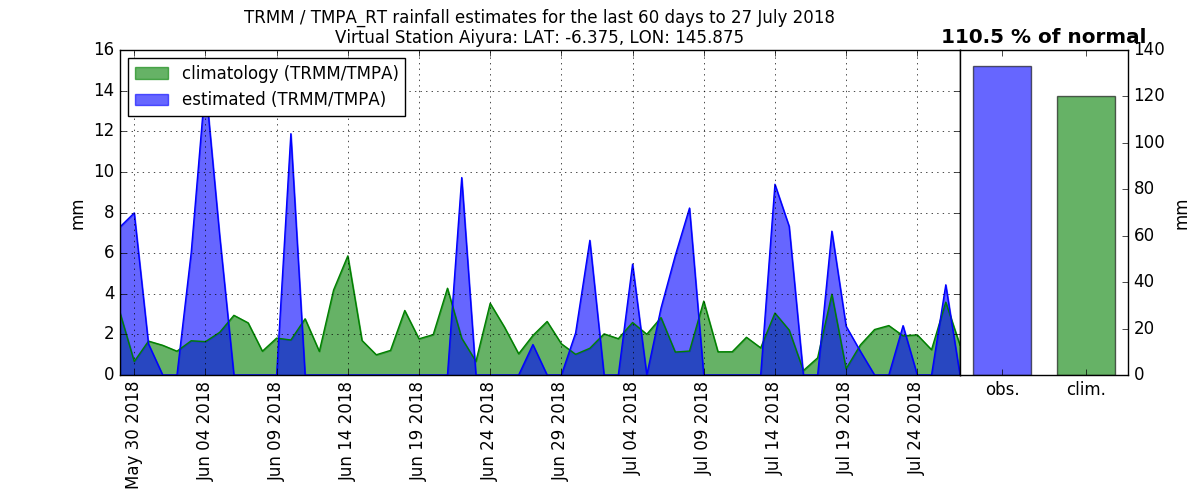 TRMM / TMPA_RT rainfall estimates for the last 60 days to 27 July 2018
Virtual Station Aiyura: LAT: -6.375, LON: 145.875
110.5 % of normal
climatology (TRMM/TMPA)
estimated (TRMM/TMPA)
16
14
12
10
8
6
4
2
0
mm
May 30 2018
Jun 04 2018
Jun 09 2018
Jun 14 2018
Jun 19 2018
Jun 24 2018
Jun 29 2018
Jul 04 2018
Jul 09 2018
Jul 14 2018
Jul 19 2018
Jul 24 2018
140
120
100
80
60
40
20
0
mm
obs.
clim.